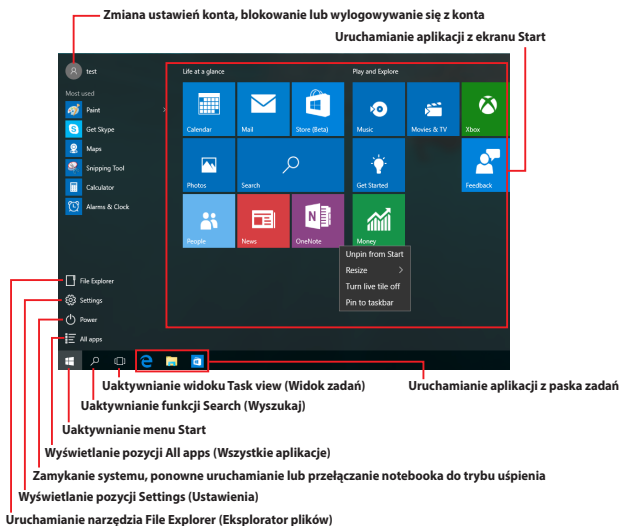 Zmiana ustawień konta, blokowanie lub wylogowywanie się z konta
Uruchamianie aplikacji z ekranu Start
test
Most used
Paint
Get Skype
Maps
Snipping Tool
Calculator
Alarms & Clock
File Explorer
Settings
Power
All apps
Life at a glance
Calendar
Mail
Store (Beta)
Photos
Search
People
News
OneNote
Play and Explore
Music
Movies & TV
Xbox
Get Started
Feedback
Money
Unpin from Start
Resize
Turn live tile off
Pin to taskbar
Uaktywnianie widoku Task view (Widok zadań)
Uruchamianie aplikacji z paska zadań
Uaktywnianie funkcji Search (Wyszukaj)
Uaktywnianie menu Start
Wyświetlanie pozycji All apps (Wszystkie aplikacje)
Zamykanie systemu, ponowne uruchamianie lub przełączanie notebooka do trybu uśpienia
Wyświetlanie pozycji Settings (Ustawienia)
Uruchamianie narzędzia File Explorer (Eksplorator plików)